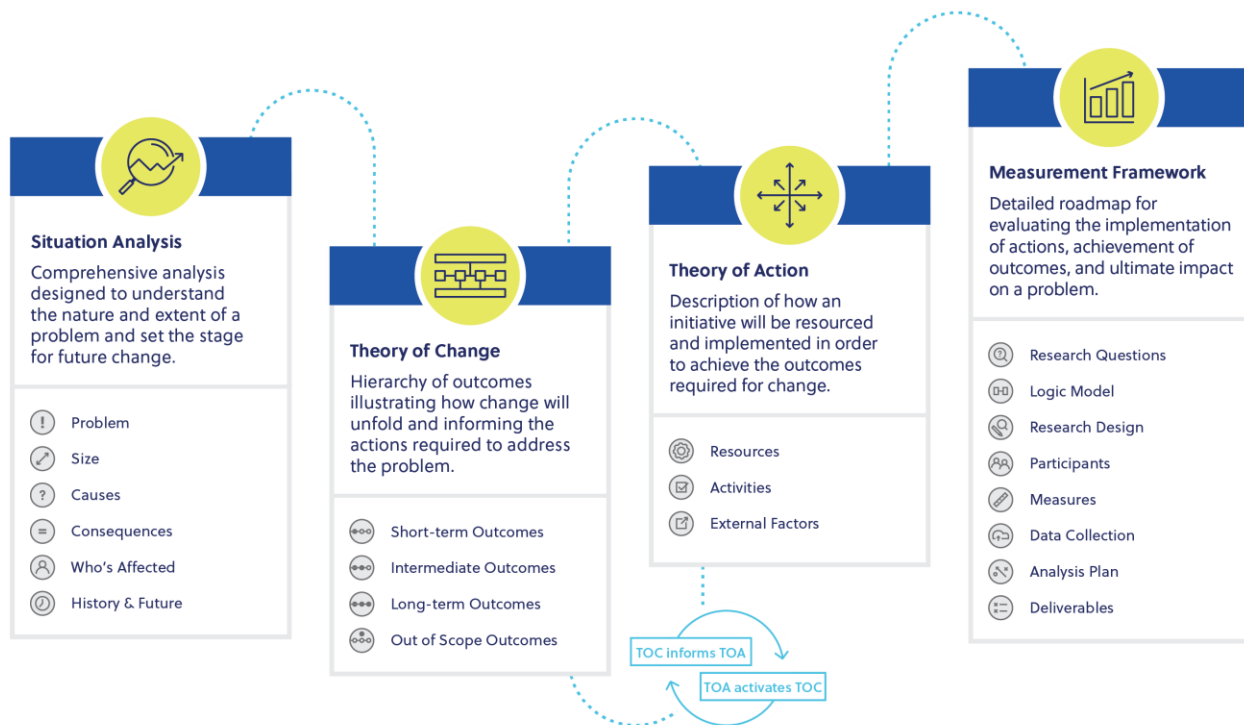 Situation Analysis
Comprehensive analysis
designed to understand
the nature and extent of a
problem and set the stage
for future change.
!
Problem
Size
?
Causes
=
Consequences
Who's Affected
History & Future
Theory of Change
Hierarchy of outcomes
illustrating how change will
unfold and informing the
actions required to address
the problem.
Short-term Outcomes
Intermediate Outcomes
Long-term Outcomes
Out of Scope Outcomes
Theory of Action
Description of how an
initiative will be resourced
and implemented in order
to achieve the outcomes
required for change.
Resources
Activities
External Factors
TOC informs TOA
TOA activates TOC
Measurement Framework
Detailed roadmap for
evaluating the implementation
of actions, achievement of
outcomes, and ultimate impact
on a problem.
?
Research Questions
Logic Model
Research Design
Participants
Measures
Data Collection
Analysis Plan
Deliverables